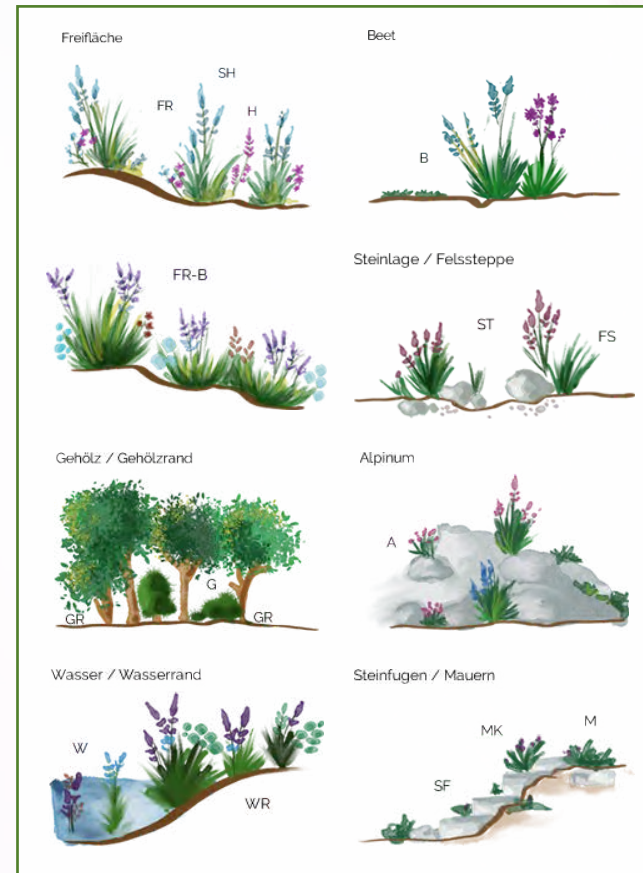 Freifläche
SH
FR
H
Beet
B
FR-B
Steinlage / Felssteppe
ST
FS
Gehölz / Gehölzrand
G
GR
GR
Alpinum
A
Wasser / Wasserrand
W
WR
Steinfugen / Mauern
MK
M
SF